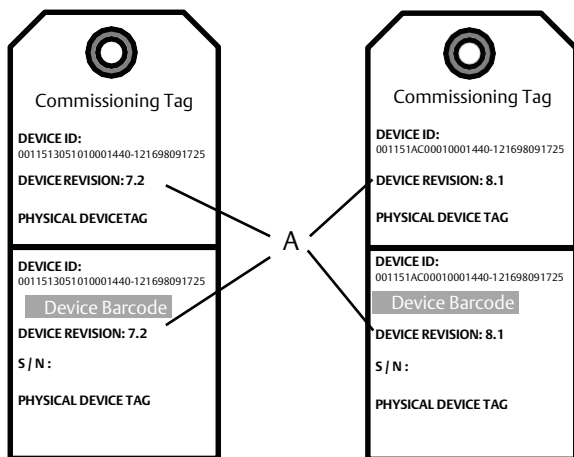 Commissioning Tag
DEVICE ID:
0011513051010001440-121698091725
DEVICE REVISION: 7.2
PHYSICAL DEVICE TAG
DEVICE ID:
0011513051010001440-121698091725
Device Barcode
DEVICE REVISION: 7.2
S / N :
PHYSICAL DEVICE TAG
A
Commissioning Tag
DEVICE ID:
001151AC00010001440-121698091725
DEVICE REVISION: 8.1
PHYSICAL DEVICE TAG
DEVICE ID:
001151AC00010001440-121698091725
Device Barcode
DEVICE REVISION: 8.1
S / N :
PHYSICAL DEVICE TAG